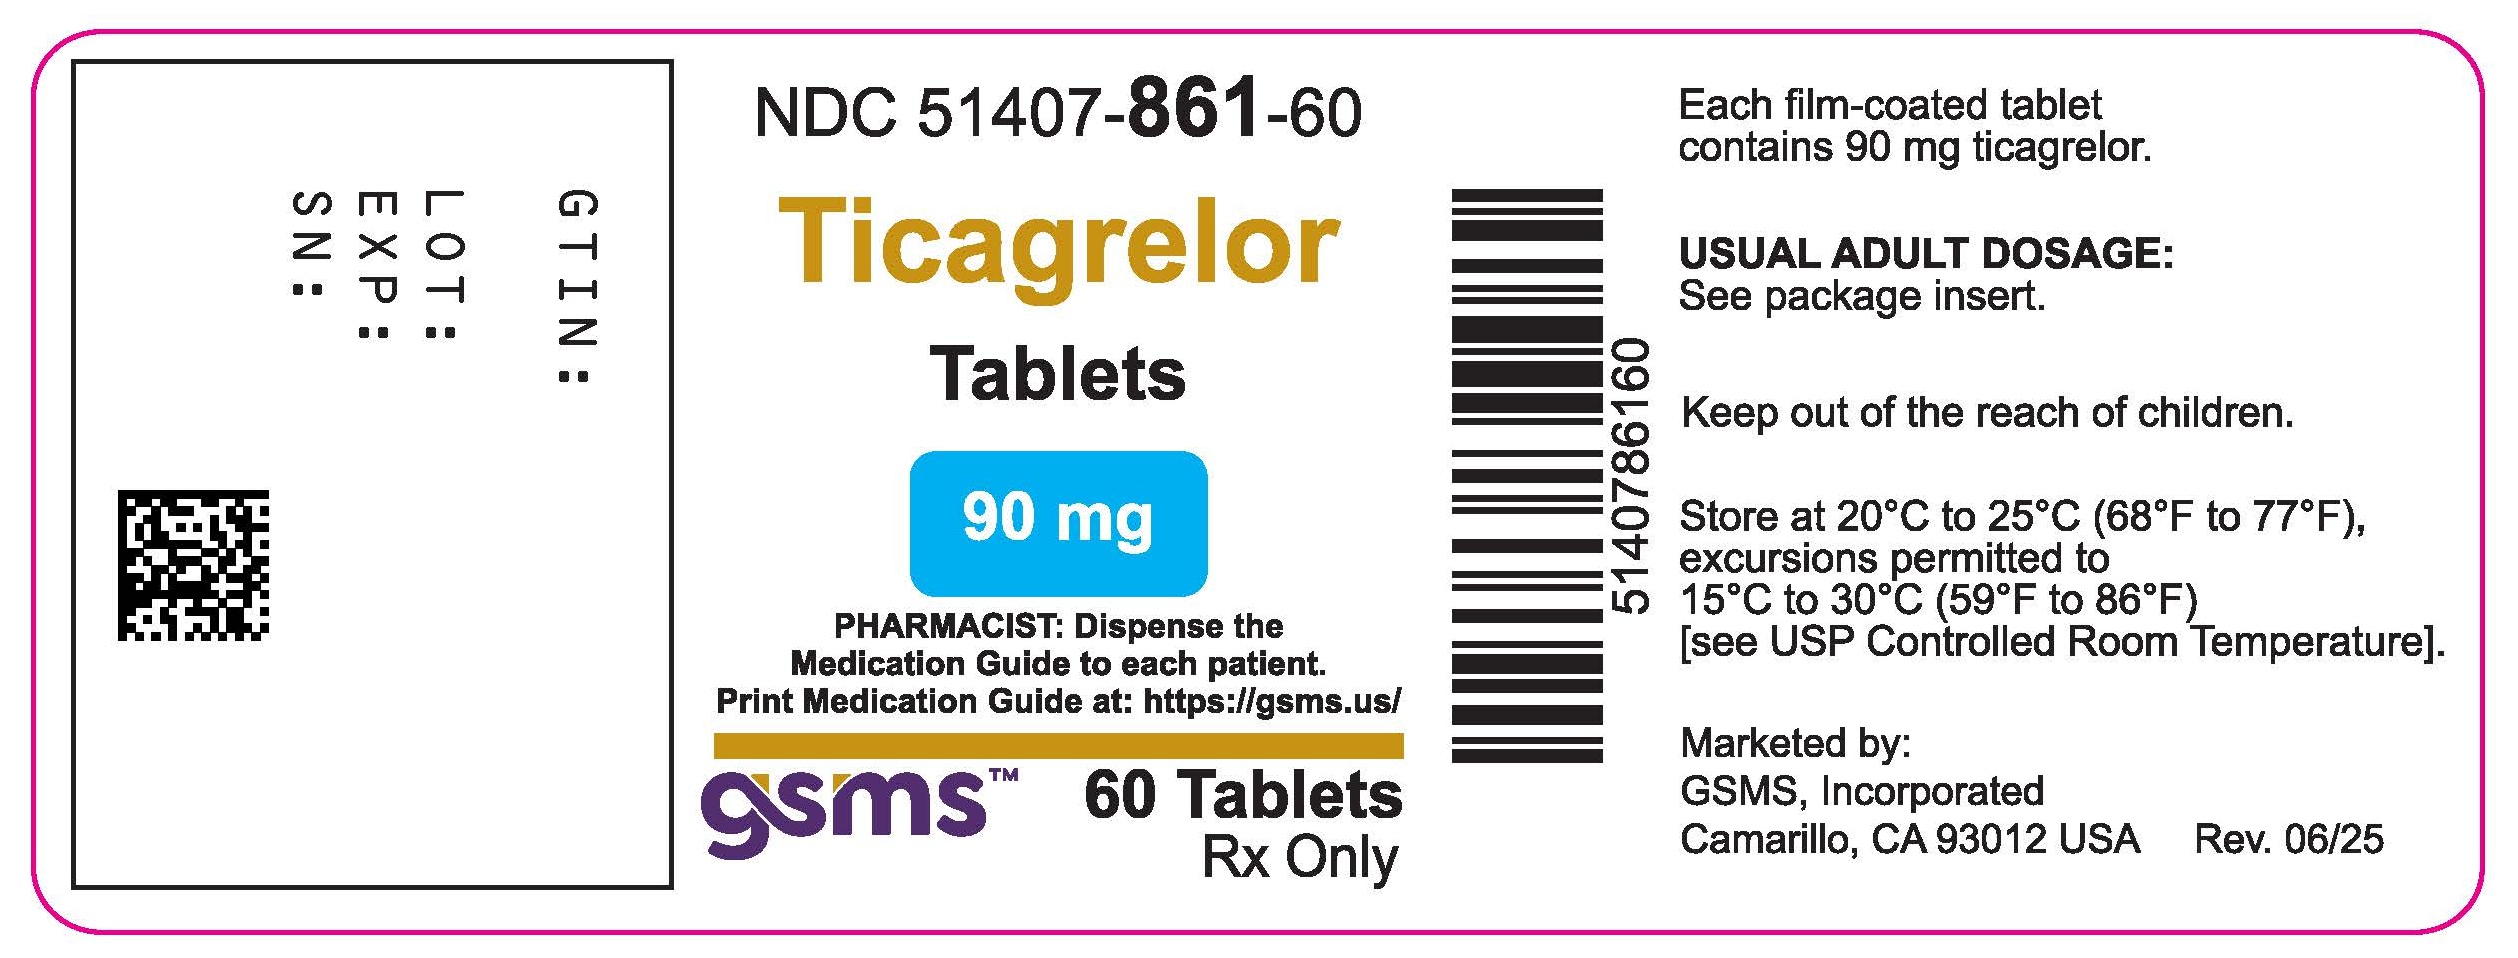 GTIN:
LOT:
EXP:
SN:
NDC 51407-861-60
Ticagrelor
Tablets
90 mg
PHARMACIST: Dispense the
Medication Guide to each patient.
Print Medication Guide at: https://gsms.us/
gsms™
60 Tablets
Rx Only
5140786160
Each film-coated tablet
contains 90 mg ticagrelor.
USUAL ADULT DOSAGE:
See package insert.
Keep out of the reach of children.
Store at 20°C to 25°C (68°F to 77°F),
excursions permitted to
15°C to 30°C (59°F to 86°F)
[see USP Controlled Room Temperature].
Marketed by:
GSMS, Incorporated
Camarillo, CA 93012 USA Rev. 06/25